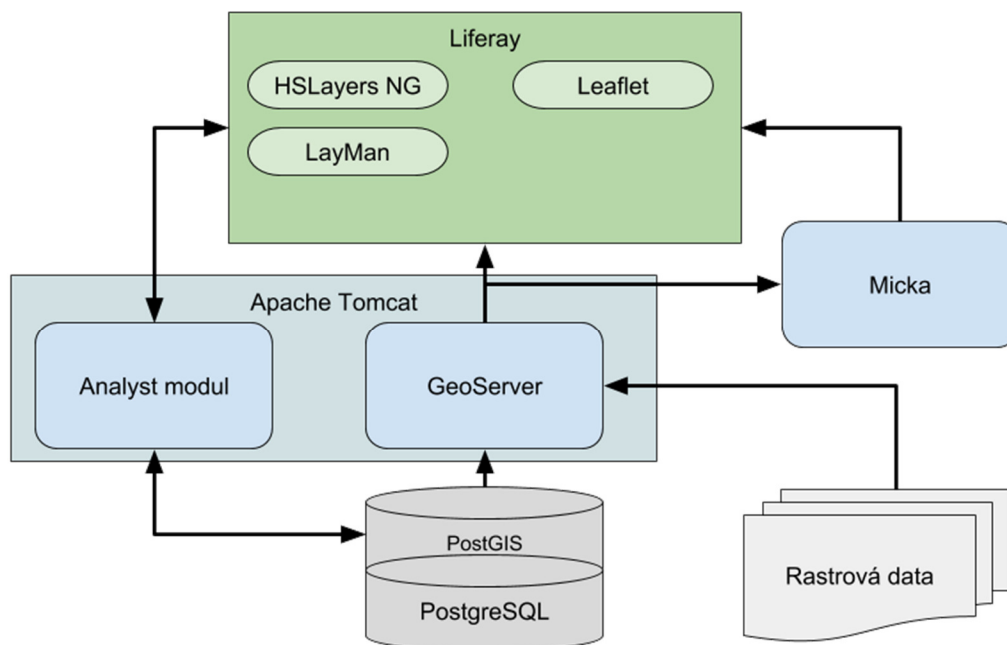 Liferay
HSLayers NG
Leaflet
LayMan
Micka
Apache Tomcat
Analyst modul
GeoServer
PostGIS
PostgreSQL
Rastrová data